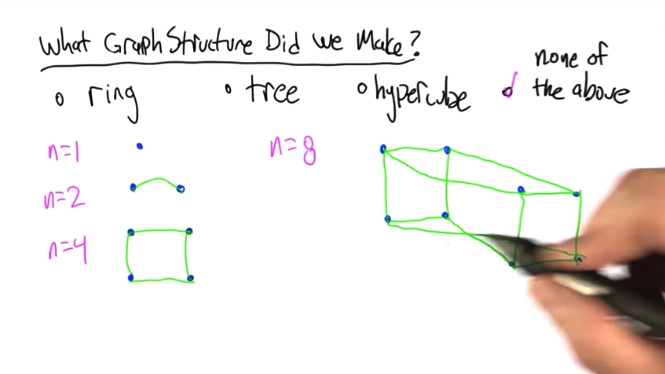 What Graph Structure Did We Make?
ring tree hypercube none of the above
n=1
n=2
n=4
n=8